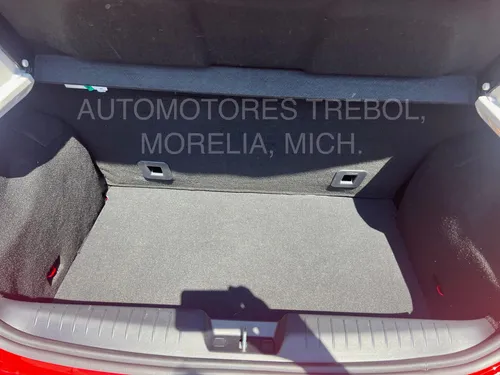 AUTOMOTORES TREBOL,
MORELIA, MICH.